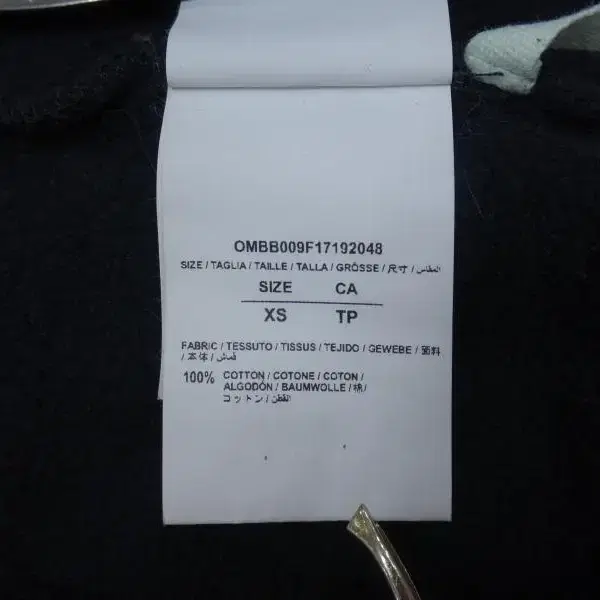 OMBB009F17192048
SIZE / TAGLIA / TAILLE / TALLA / GRÖSSE / 尺寸 / المقاس
SIZE CA
XS TP
FABRIC / TESSUTO / TISSUS / TEJIDO / GEWEBE / 面料
/ 本体 / قماش
100% COTTON / COTONE / COTON /
ALGODÓN / BAUMWOLLE / 棉/
コットン / القطن